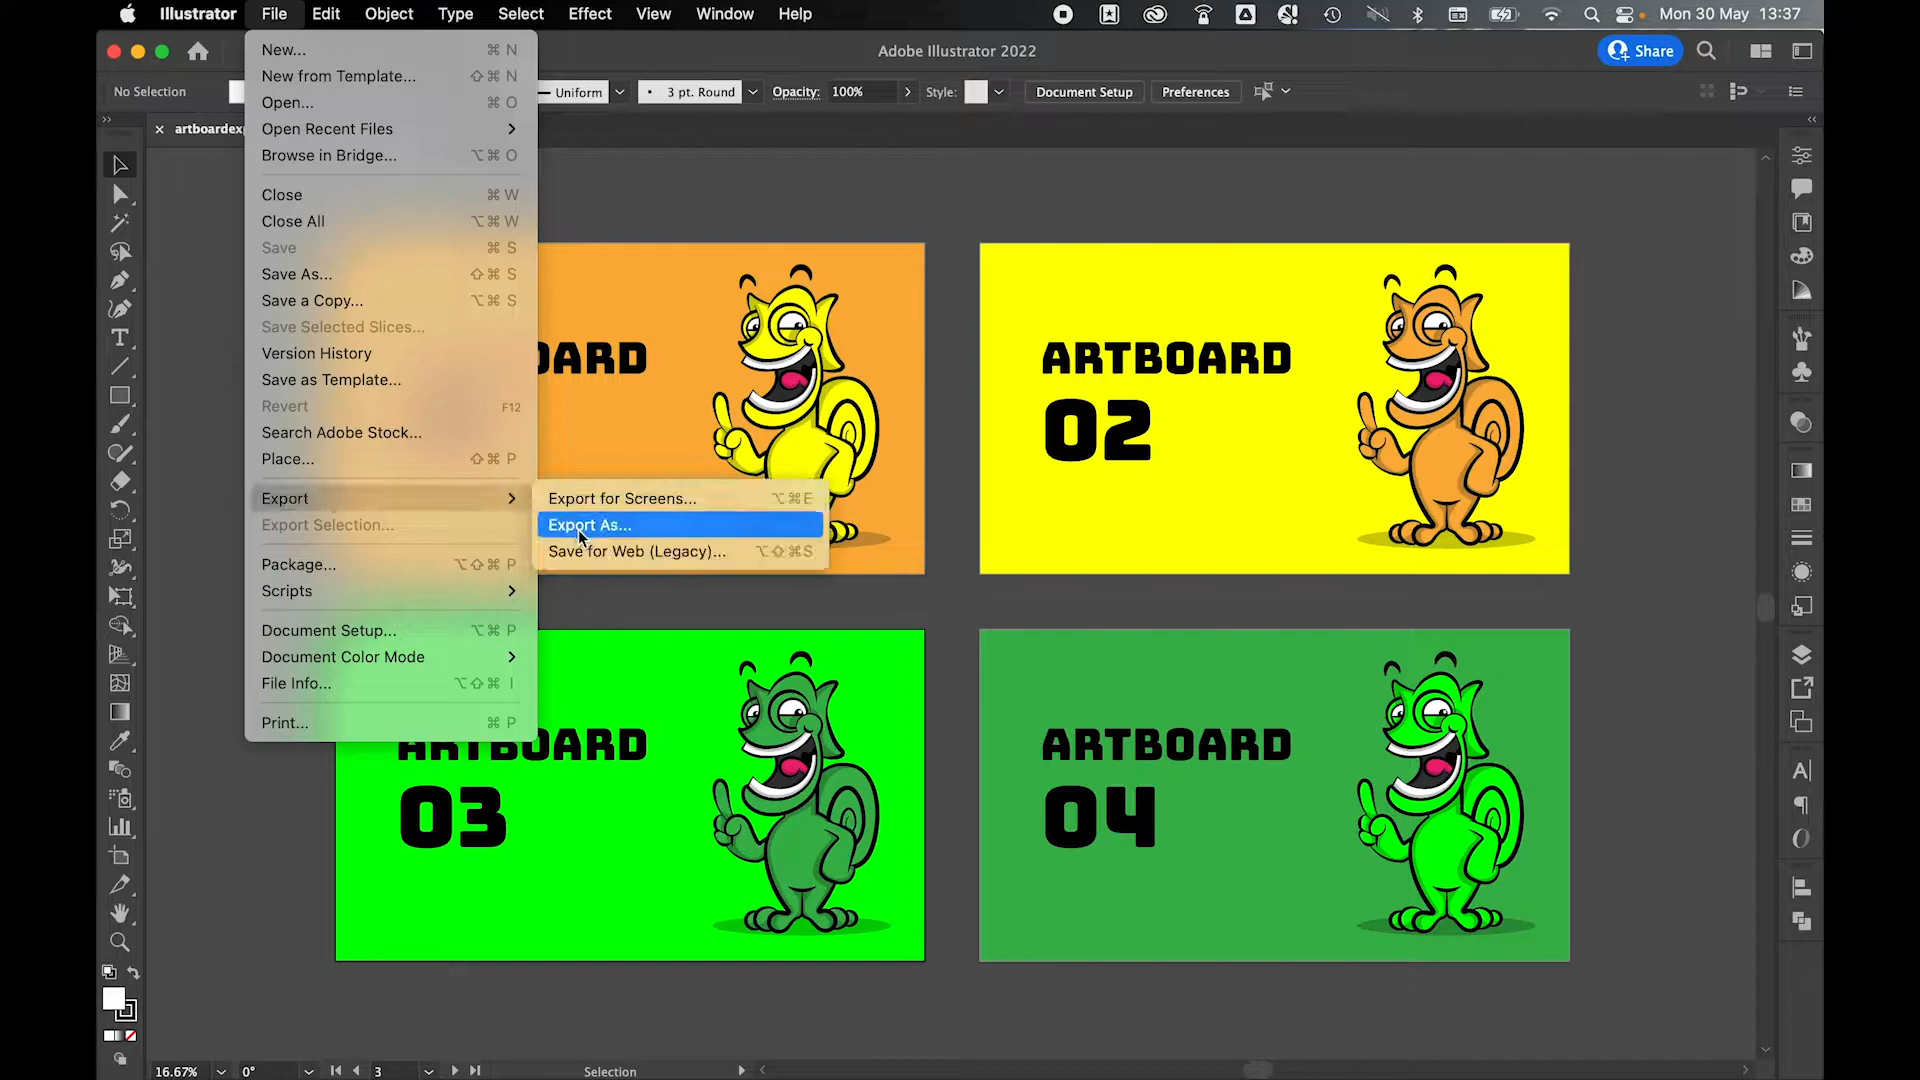 Illustrator File Edit Object Type Select Effect View Window Help Mon 30 May 13:37
Adobe Illustrator 2022
Share
No Selection
Uniform
3 pt. Round
Opacity: 100%
Style:
Document Setup
Preferences
artboardex
New... ⌘ N
New from Template... ⇧⌘ N
Open... ⌘ O
Open Recent Files
Browse in Bridge... ⌥⌘ O
Close ⌘ W
Close All ⌥⌘ W
Save ⌘ S
Save As... ⇧⌘ S
Save a Copy... ⌥⌘ S
Save Selected Slices...
Version History
Save as Template...
Revert F12
Search Adobe Stock...
Place... ⇧⌘ P
Export
Export Selection...
Package... ⌥⇧⌘ P
Scripts
Document Setup... ⌥⌘ P
Document Color Mode
File Info... ⌥⇧⌘ I
Print... ⌘ P
Export for Screens... ⌥⌘E
Export As...
Save for Web (Legacy)... ⌥⇧⌘S
OARD
ARTBOARD
02
ARTBOARD
03
ARTBOARD
04
16.67% 0° 3 Selection